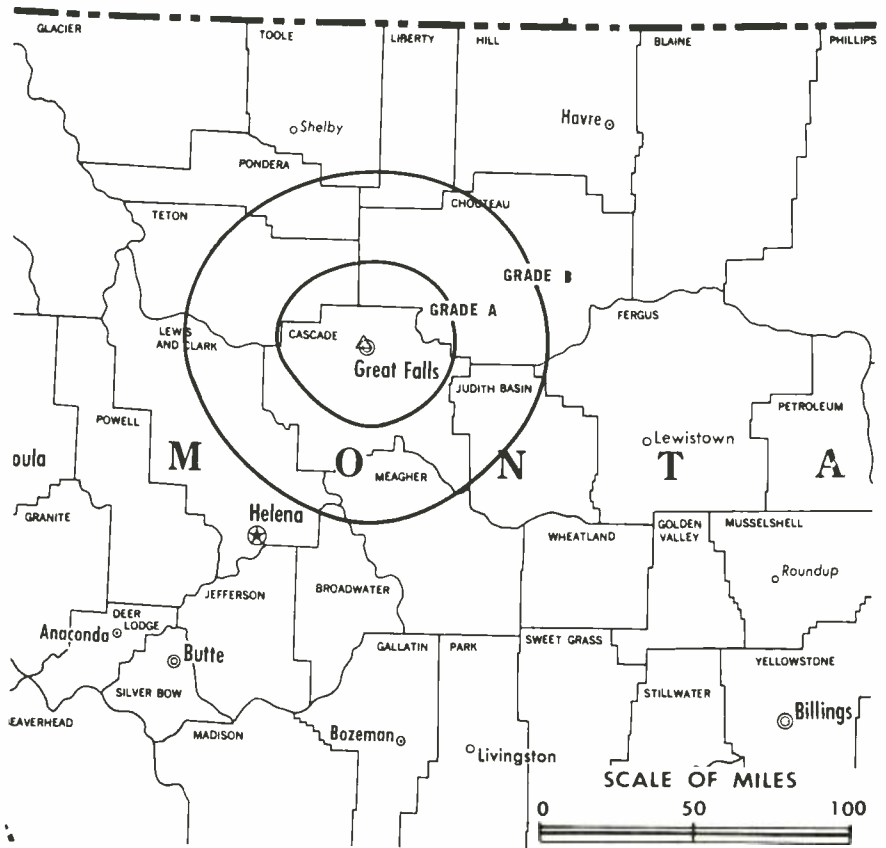 GLACIER
TOOLE
LIBERTY
HILL
BLAINE
PHILLIPS
Shelby
Havre
PONDERA
TETON
CHOUTEAU
GRADE B
GRADE A
FERGUS
LEWIS
AND CLARK
CASCADE
Great Falls
JUDITH BASIN
PETROLEUM
POWELL
Lewistown
oula
M O N T A
MEAGHER
GRANITE
Helena
WHEATLAND
GOLDEN
VALLEY
MUSSELSHELL
Roundup
JEFFERSON
BROADWATER
DEER
LODGE
Anaconda
Butte
GALLATIN
PARK
SWEET GRASS
YELLOWSTONE
SILVER BOW
STILLWATER
EAVERHEAD
MADISON
Bozeman
Billings
Livingston
SCALE OF MILES
0 50 100